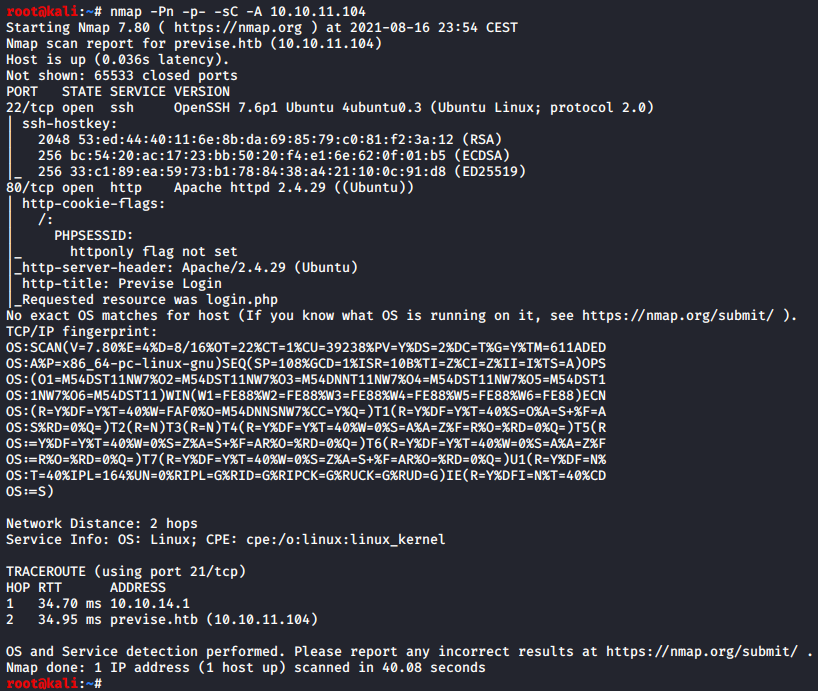 root@kali:~# nmap -Pn -p- -sC -A 10.10.11.104
Starting Nmap 7.80 ( https://nmap.org ) at 2021-08-16 23:54 CEST
Nmap scan report for previse.htb (10.10.11.104)
Host is up (0.036s latency).
Not shown: 65533 closed ports
PORT   STATE SERVICE VERSION
22/tcp open  ssh     OpenSSH 7.6p1 Ubuntu 4ubuntu0.3 (Ubuntu Linux; protocol 2.0)
| ssh-hostkey:
|   2048 53:ed:44:40:11:6e:8b:da:69:85:79:c0:81:f2:3a:12 (RSA)
|   256 bc:54:20:ac:17:23:bb:50:20:f4:e1:6e:62:0f:01:b5 (ECDSA)
|_  256 33:c1:89:ea:59:73:b1:78:84:38:a4:21:10:0c:91:d8 (ED25519)
80/tcp open  http    Apache httpd 2.4.29 ((Ubuntu))
| http-cookie-flags:
|   /:
|     PHPSESSID:
|_      httponly flag not set
|_http-server-header: Apache/2.4.29 (Ubuntu)
| http-title: Previse Login
|_Requested resource was login.php
No exact OS matches for host (If you know what OS is running on it, see https://nmap.org/submit/ ).
TCP/IP fingerprint:
OS:SCAN(V=7.80%E=4%D=8/16%OT=22%CT=1%CU=39238%PV=Y%DS=2%DC=T%G=Y%TM=611ADED
OS:A%P=x86_64-pc-linux-gnu)SEQ(SP=108%GCD=1%ISR=10B%TI=Z%CI=Z%II=I%TS=A)OPS
OS:(O1=M54DST11NW7%O2=M54DST11NW7%O3=M54DNNT11NW7%O4=M54DST11NW7%O5=M54DST1
OS:1NW7%O6=M54DST11)WIN(W1=FE88%W2=FE88%W3=FE88%W4=FE88%W5=FE88%W6=FE88)ECN
OS:(R=Y%DF=Y%T=40%W=FAF0%O=M54DNNSNW7%CC=Y%Q=)T1(R=Y%DF=Y%T=40%S=O%A=S+%F=A
OS:S%RD=0%Q=)T2(R=N)T3(R=N)T4(R=Y%DF=Y%T=40%W=0%S=A%A=Z%F=R%O=%RD=0%Q=)T5(R
OS:=Y%DF=Y%T=40%W=0%S=Z%A=S+%F=AR%O=%RD=0%Q=)T6(R=Y%DF=Y%T=40%W=0%S=A%A=Z%F
OS:=R%O=%RD=0%Q=)T7(R=Y%DF=Y%T=40%W=0%S=Z%A=S+%F=AR%O=%RD=0%Q=)U1(R=Y%DF=N%
OS:T=40%IPL=164%UN=0%RIPL=G%RID=G%RIPCK=G%RUCK=G%RUD=G)IE(R=Y%DFI=N%T=40%CD
OS:=S)
Network Distance: 2 hops
Service Info: OS: Linux; CPE: cpe:/o:linux:linux_kernel
TRACEROUTE (using port 21/tcp)
HOP RTT      ADDRESS
1   34.70 ms 10.10.14.1
2   34.95 ms previse.htb (10.10.11.104)
OS and Service detection performed. Please report any incorrect results at https://nmap.org/submit/ .
Nmap done: 1 IP address (1 host up) scanned in 40.08 seconds
root@kali:~#